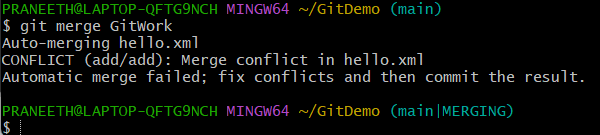 PRANEETH@LAPTOP-QFTG9NCH MINGW64 ~/GitDemo (main)
$ git merge GitWork
Auto-merging hello.xml
CONFLICT (add/add): Merge conflict in hello.xml
Automatic merge failed; fix conflicts and then commit the result.
PRANEETH@LAPTOP-QFTG9NCH MINGW64 ~/GitDemo (main|MERGING)
$